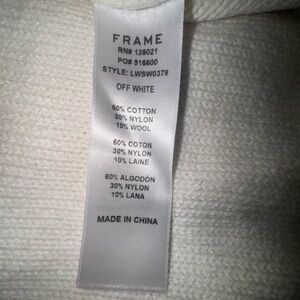 FRAME
RN# 139021
PO# 516600
STYLE: LWSW0378
OFF WHITE
60% COTTON
30% NYLON
10% WOOL
60% COTON
30% NYLON
10% LAINE
60% ALGODÓN
30% NYLON
10% LANA
MADE IN CHINA